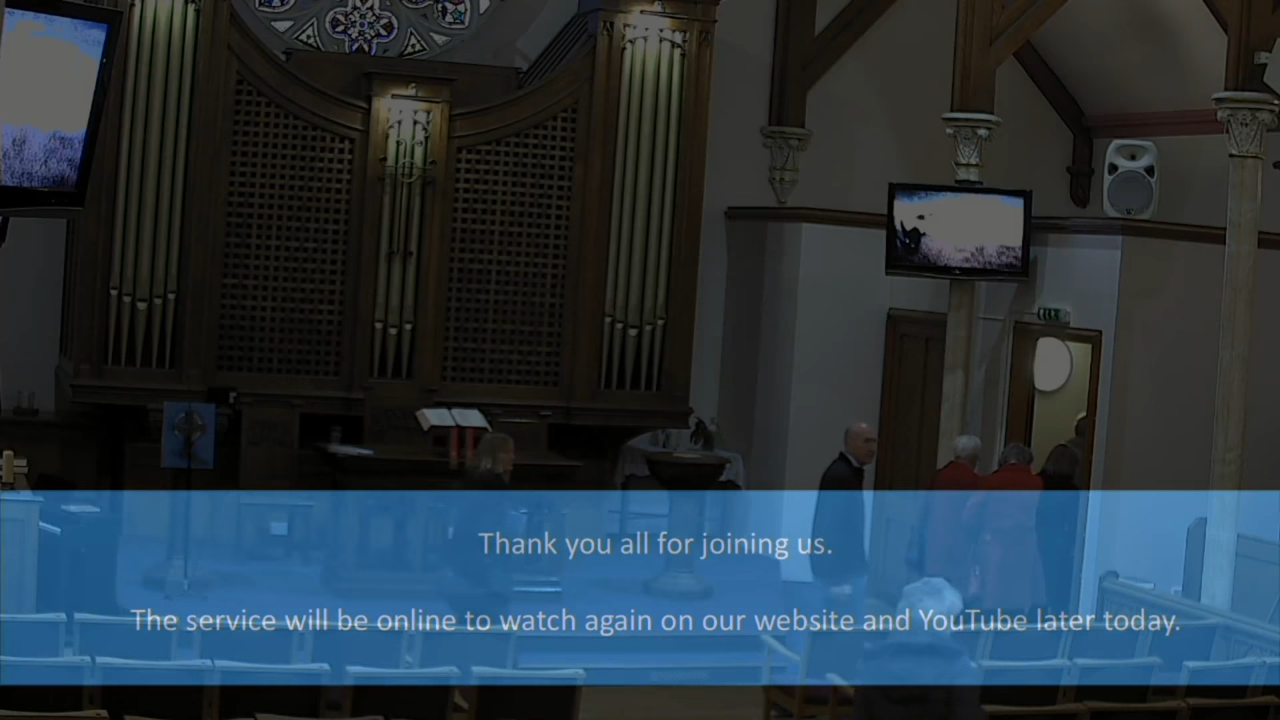 Thank you all for joining us.
The service will be online to watch again on our website and YouTube later today.